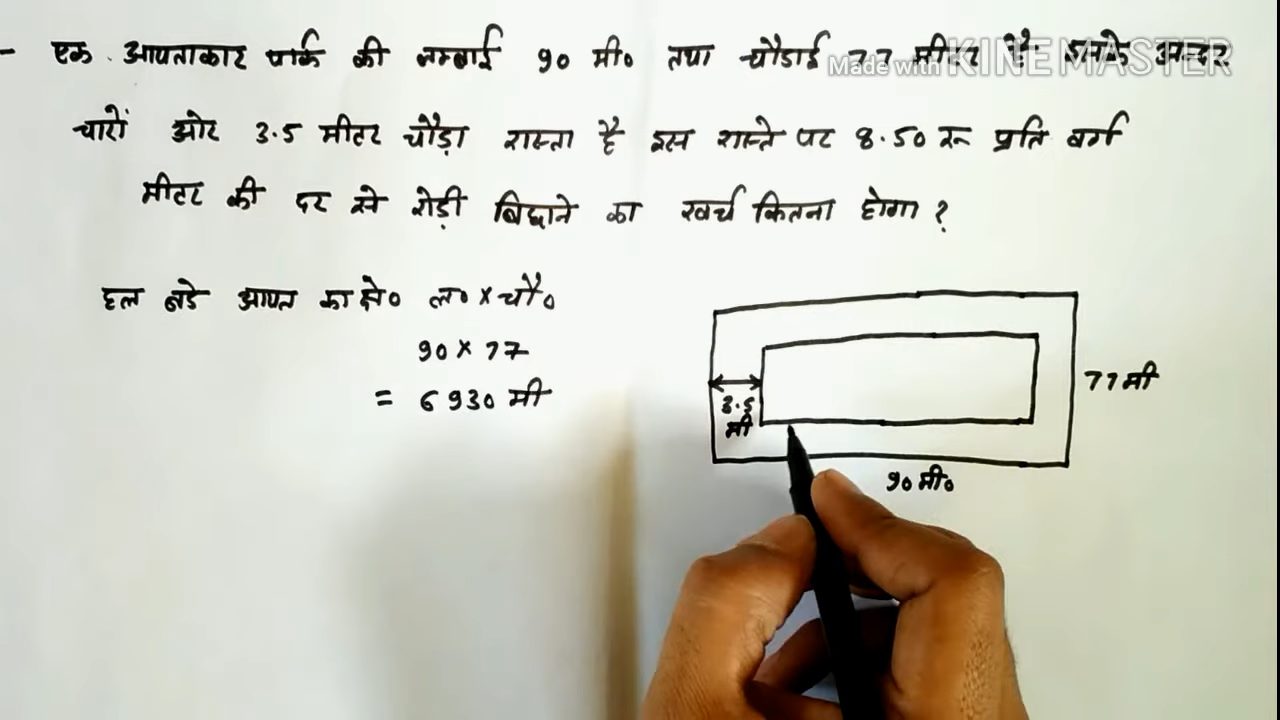 - एक आयताकार पार्क की लम्बाई 90 मी० तथा चौडाई 77 मीटर है इसके अन्दर
Made with KINEMASTER
चारों ओर 3.5 मीटर चौड़ा रास्ता है इस रास्ते पर 8.50 रू प्रति वर्ग
मीटर की दर से रोड़ी बिछाने का खर्च कितना होगा ?
हल बडे आयत का क्षे० ल० × चौ०
90 × 77
= 6930 मी
3.5
मी
77 मी
90 मी०